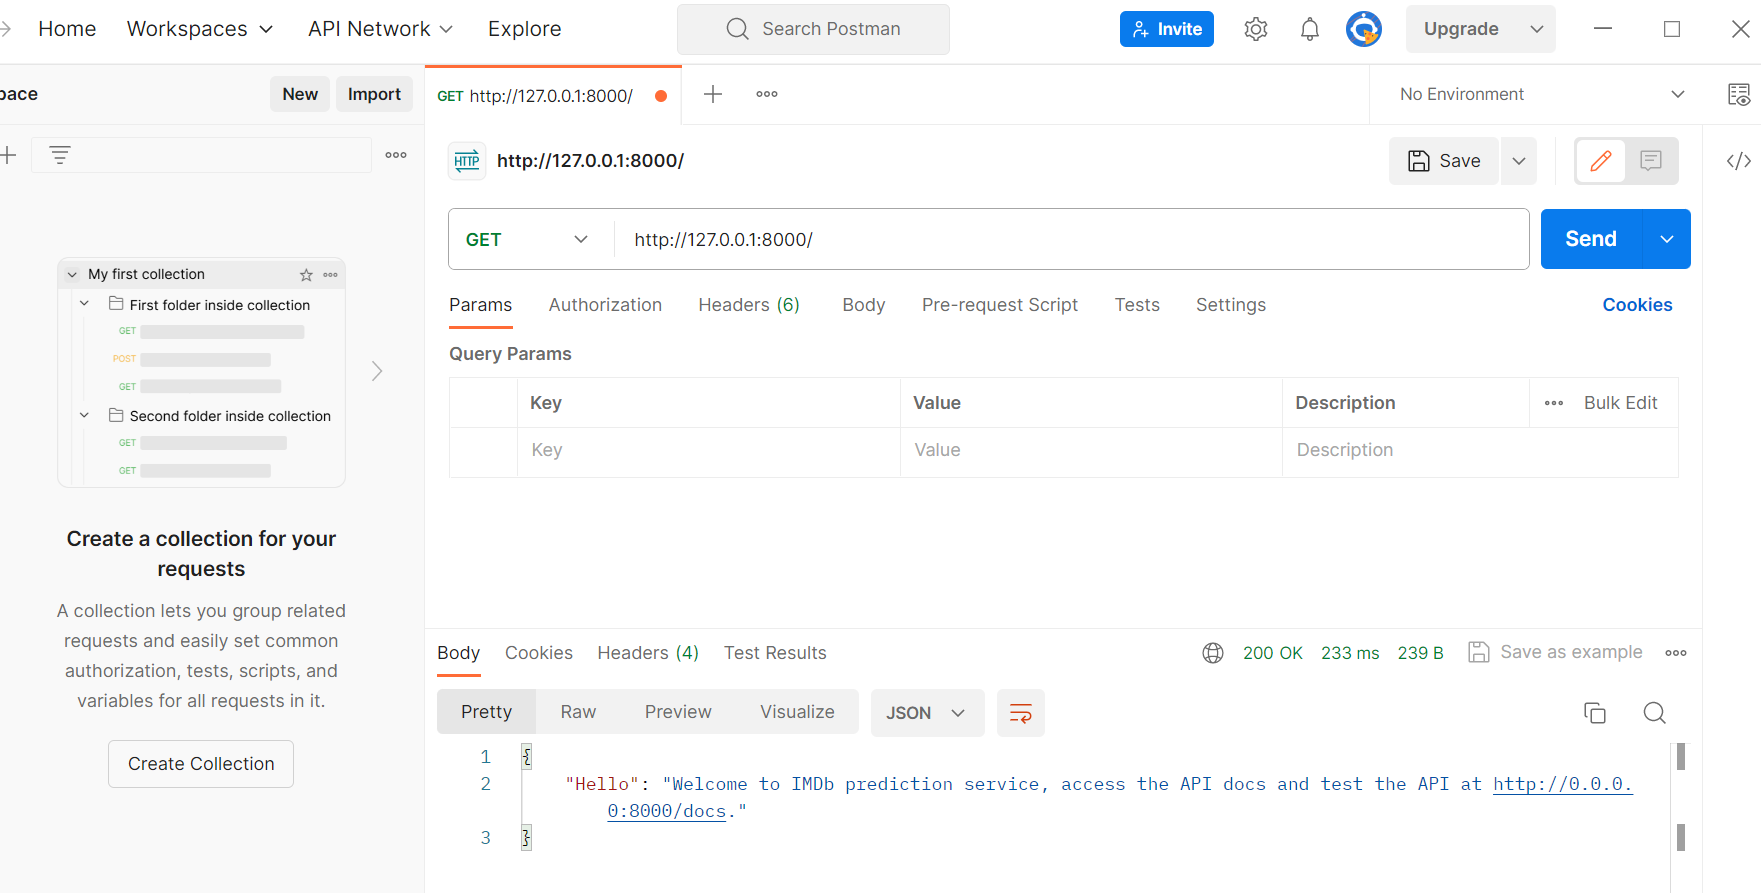 Home Workspaces API Network Explore Search Postman Invite Upgrade
pace New Import GET http://127.0.0.1:8000/ No Environment
HTTP http://127.0.0.1:8000/ Save
GET http://127.0.0.1:8000/ Send
Params Authorization Headers (6) Body Pre-request Script Tests Settings Cookies
Query Params
Key Value Description Bulk Edit
Key Value Description
My first collection
First folder inside collection
GET
POST
GET
Second folder inside collection
GET
GET
Create a collection for your
requests
A collection lets you group related
requests and easily set common
authorization, tests, scripts, and
variables for all requests in it.
Create Collection
Body Cookies Headers (4) Test Results 200 OK 233 ms 239 B Save as example
Pretty Raw Preview Visualize JSON
1 {
2 "Hello": "Welcome to IMDb prediction service, access the API docs and test the API at http://0.0.0.
0:8000/docs."
3 }